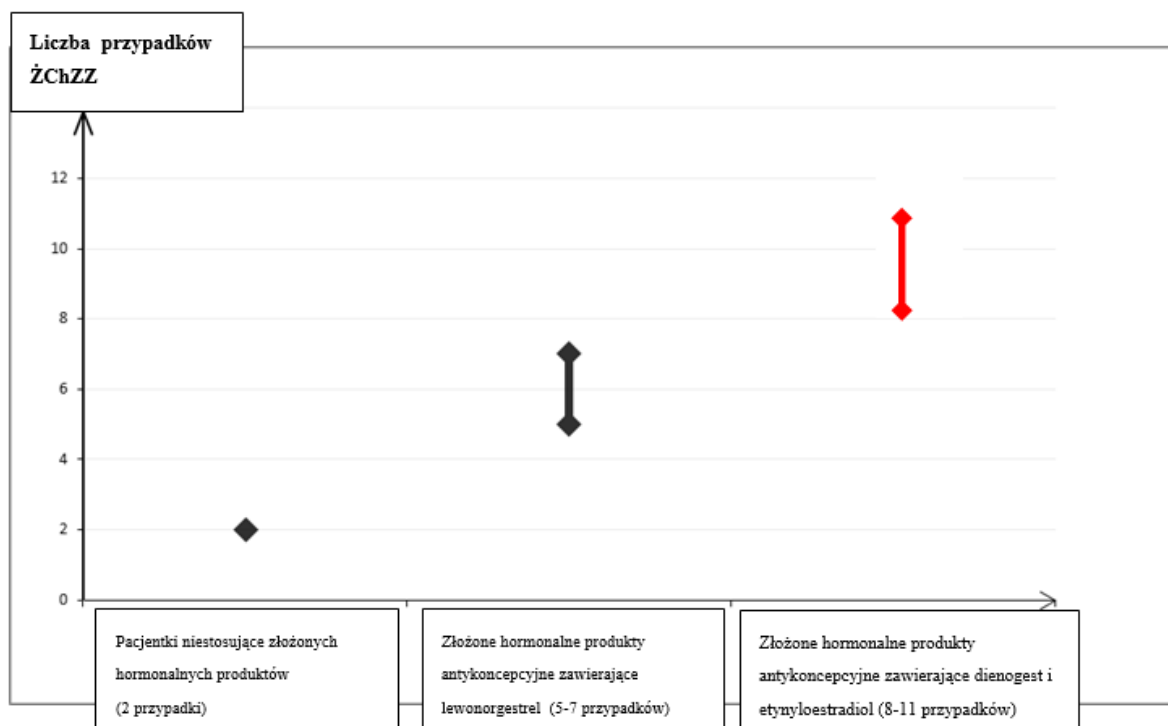 Liczba przypadków
ŻChZZ
12
10
8
6
4
2
0
Pacjentki niestosujące złożonych
hormonalnych produktów
(2 przypadki)
Złożone hormonalne produkty
antykoncepcyjne zawierające
lewonorgestrel (5-7 przypadków)
Złożone hormonalne produkty
antykoncepcyjne zawierające dienogest i
etynyloestradiol (8-11 przypadków)